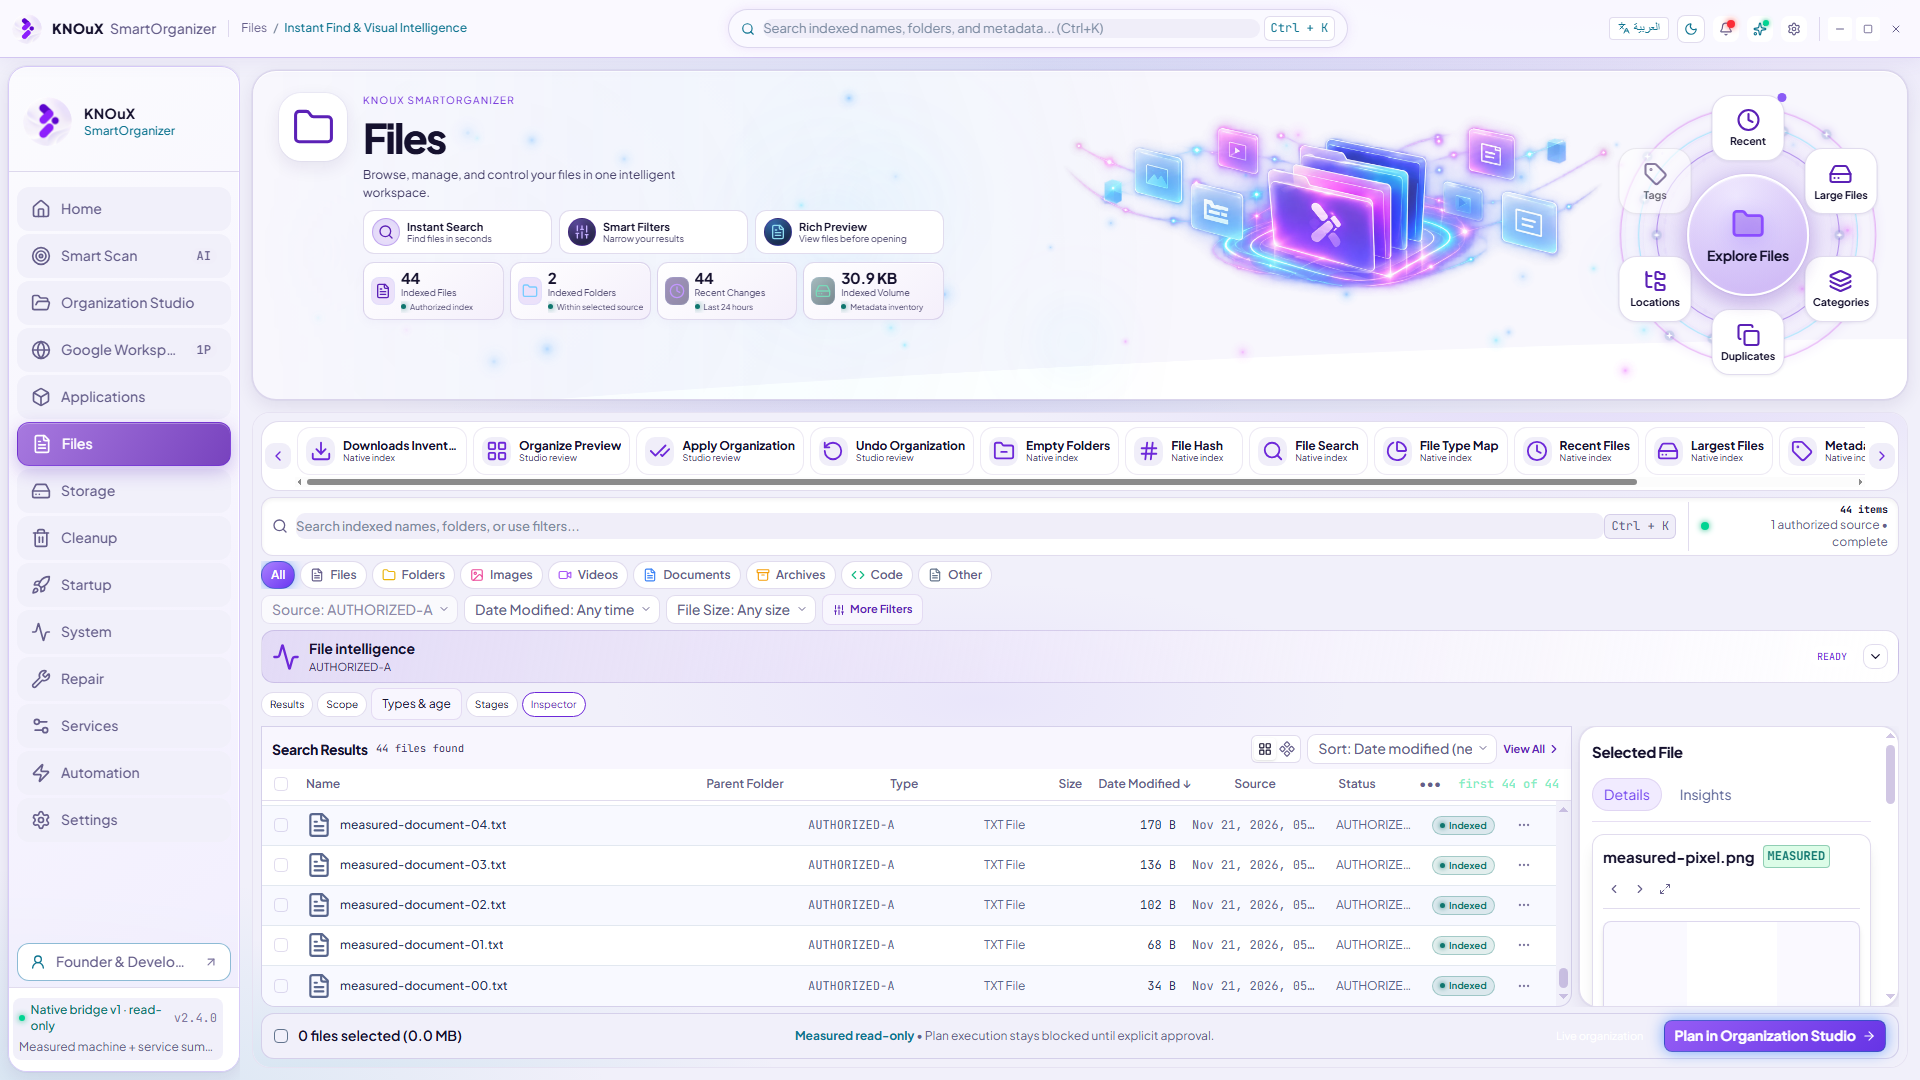 KNOuX SmartOrganizer
Files / Instant Find & Visual Intelligence
Search indexed names, folders, and metadata... (Ctrl+K)
Ctrl + K
العربية
KNOuX
SmartOrganizer
Home
Smart Scan AI
Organization Studio
Google Worksp... 1P
Applications
Files
Storage
Cleanup
Startup
System
Repair
Services
Automation
Settings
Founder & Develo...
Native bridge v1 · read-only
v2.4.0
Measured machine + service sum...
KNOUX SMARTORGANIZER
Files
Browse, manage, and control your files in one intelligent
workspace.
Instant Search
Find files in seconds
Smart Filters
Narrow your results
Rich Preview
View files before opening
44
Indexed Files
Authorized index
2
Indexed Folders
Within selected source
44
Recent Changes
Last 24 hours
30.9 KB
Indexed Volume
Metadata inventory
Recent
Tags
Large Files
Explore Files
Locations
Categories
Duplicates
Downloads Invent...
Native index
Organize Preview
Studio review
Apply Organization
Studio review
Undo Organization
Studio review
Empty Folders
Native index
File Hash
Native index
File Search
Native index
File Type Map
Native index
Recent Files
Native index
Largest Files
Native index
Search indexed names, folders, or use filters...
Ctrl + K
44 items
1 authorized source •
complete
All Files Folders Images Videos Documents Archives Code Other
Source: AUTHORIZED-A Date Modified: Any time File Size: Any size More Filters
File intelligence
AUTHORIZED-A
READY
Results Scope Types & age Stages Inspector
Search Results 44 files found
Sort: Date modified (ne
View All
Name Parent Folder Type Size Date Modified ↓ Source Status ••• first 44 of 44
measured-document-04.txt AUTHORIZED-A TXT File 170 B Nov 21, 2026, 05... AUTHORIZE... Indexed ...
measured-document-03.txt AUTHORIZED-A TXT File 136 B Nov 21, 2026, 05... AUTHORIZE... Indexed ...
measured-document-02.txt AUTHORIZED-A TXT File 102 B Nov 21, 2026, 05... AUTHORIZE... Indexed ...
measured-document-01.txt AUTHORIZED-A TXT File 68 B Nov 21, 2026, 05... AUTHORIZE... Indexed ...
measured-document-00.txt AUTHORIZED-A TXT File 34 B Nov 21, 2026, 05... AUTHORIZE... Indexed ...
Selected File
Details Insights
measured-pixel.png MEASURED
0 files selected (0.0 MB)
Measured read-only • Plan execution stays blocked until explicit approval.
Live organization
Plan in Organization Studio →